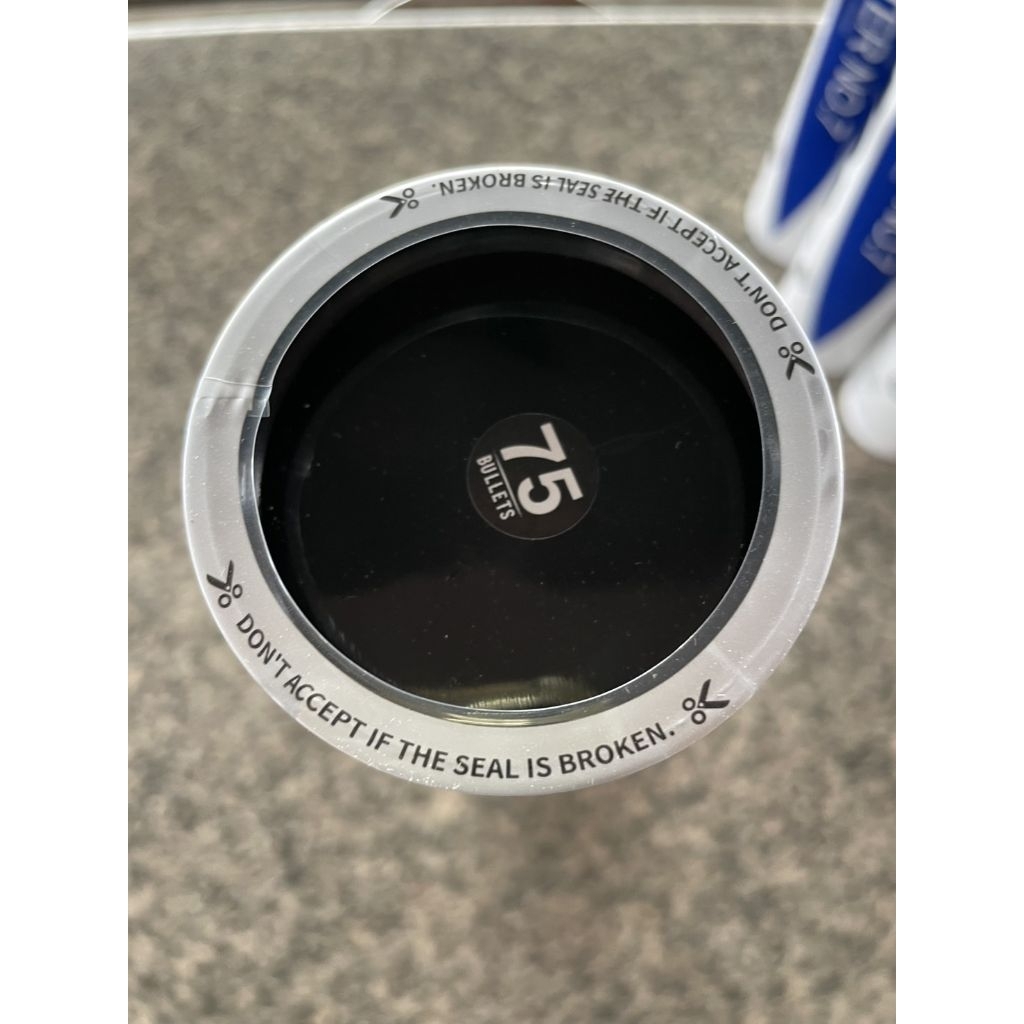 DON'T ACCEPT IF THE SEAL IS BROKEN.
75
BULLETS
DON'T ACCEPT IF THE SEAL IS BROKEN.